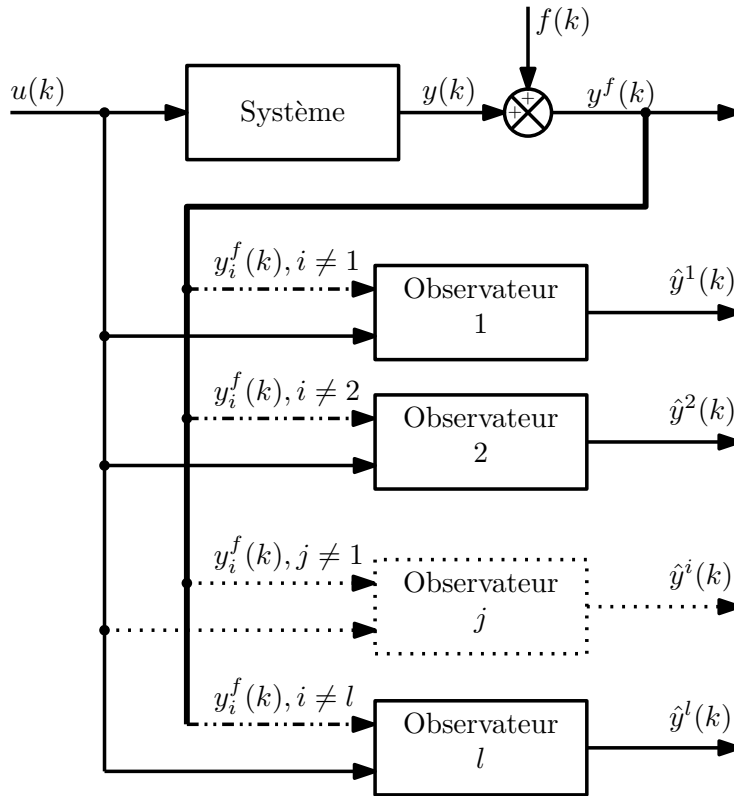 f(k)
u(k)
Système
y(k)
+
+
y^f(k)
y_i^f(k), i ≠ 1
Observateur
1
ŷ^1(k)
y_i^f(k), i ≠ 2
Observateur
2
ŷ^2(k)
y_i^f(k), j ≠ 1
Observateur
j
ŷ^i(k)
y_i^f(k), i ≠ l
Observateur
l
ŷ^l(k)